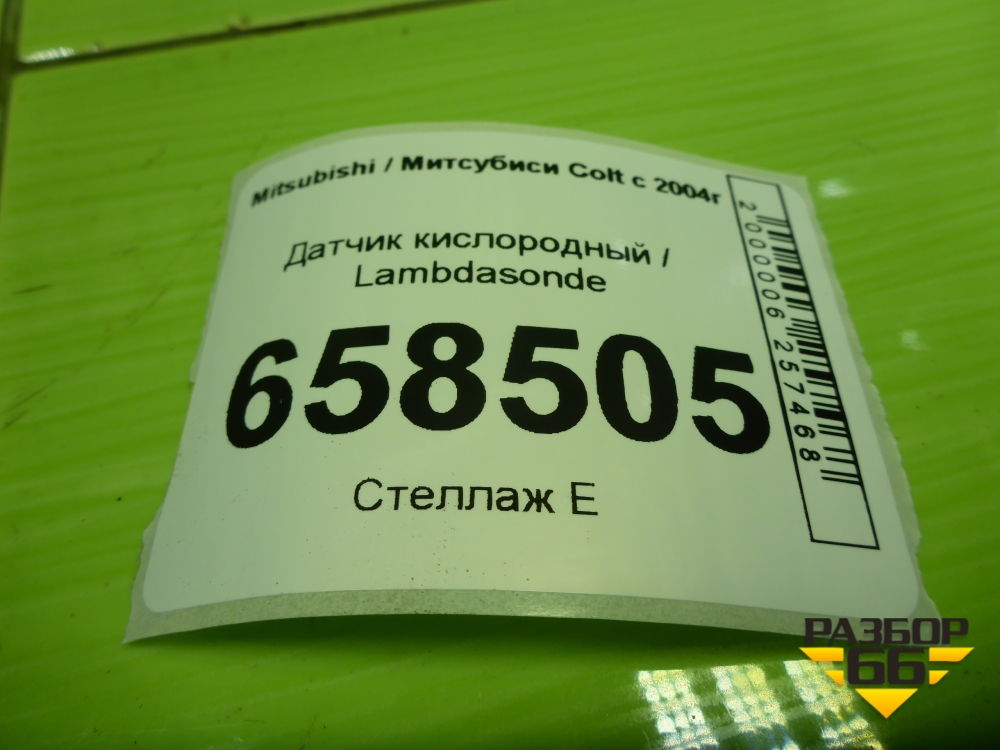 Mitsubishi / Митсубиси Colt с 2004г
Датчик кислородный /
Lambdasonde
658505
Стеллаж Е
2000006257468
РАЗБОР
66